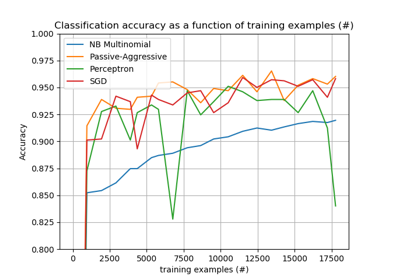 Classification accuracy as a function of training examples (#)
1.000
0.975
0.950
0.925
0.900
0.875
0.850
0.825
0.800
Accuracy
NB Multinomial
Passive-Aggressive
Perceptron
SGD
0 2500 5000 7500 10000 12500 15000 17500
training examples (#)